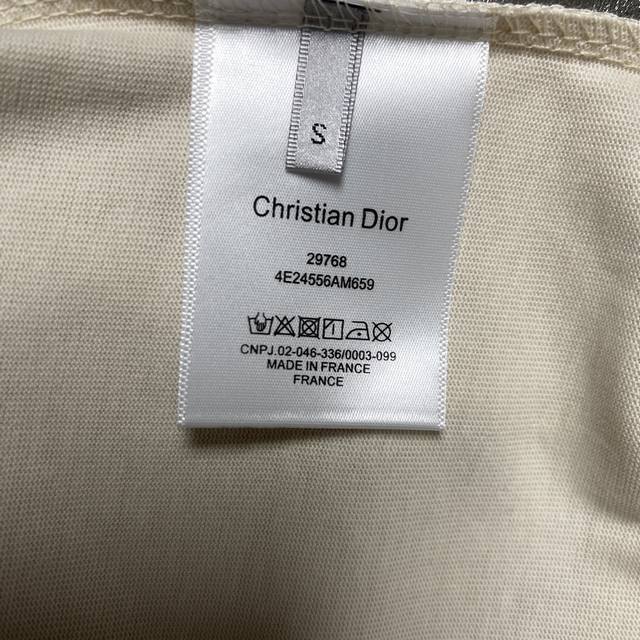 S
Christian Dior
29768
4E24556AM659
CNPJ.02-046-336/0003-099
MADE IN FRANCE
FRANCE